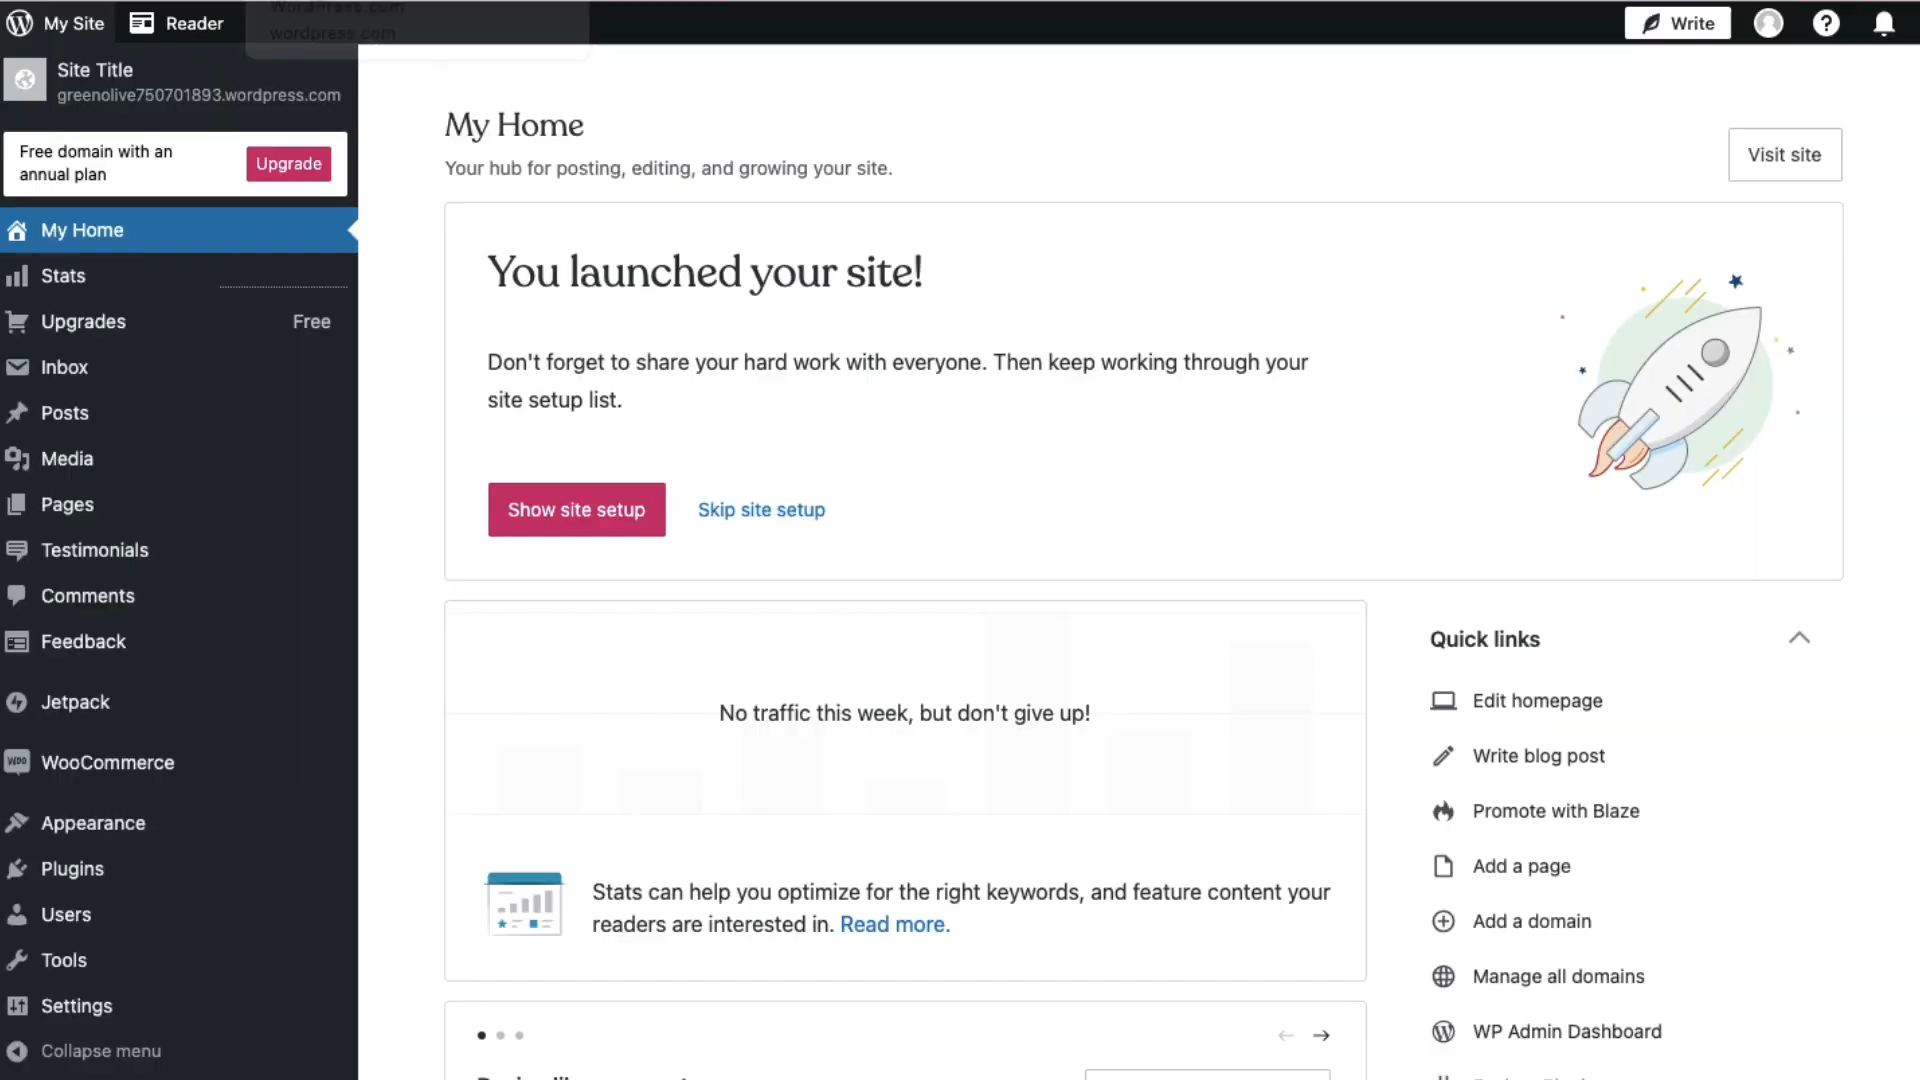 My Site
Reader
WordPress.com
wordpress.com
Write
Site Title
greenolive750701893.wordpress.com
Free domain with an
annual plan
Upgrade
My Home
Stats
Upgrades
Free
Inbox
Posts
Media
Pages
Testimonials
Comments
Feedback
Jetpack
WooCommerce
Appearance
Plugins
Users
Tools
Settings
Collapse menu
My Home
Your hub for posting, editing, and growing your site.
Visit site
You launched your site!
Don't forget to share your hard work with everyone. Then keep working through your
site setup list.
Show site setup
Skip site setup
No traffic this week, but don't give up!
Stats can help you optimize for the right keywords, and feature content your
readers are interested in. Read more.
Quick links
Edit homepage
Write blog post
Promote with Blaze
Add a page
Add a domain
Manage all domains
WP Admin Dashboard